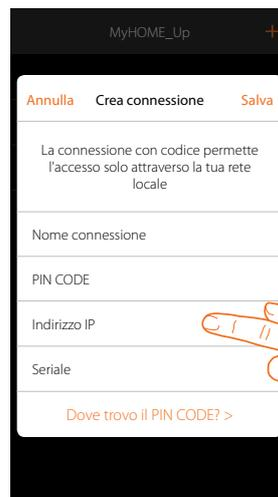 MyHOME_Up +
Annulla Crea connessione Salva
La connessione con codice permette
l'accesso solo attraverso la tua rete
locale
Nome connessione
PIN CODE
Indirizzo IP
Seriale
Dove trovo il PIN CODE? >